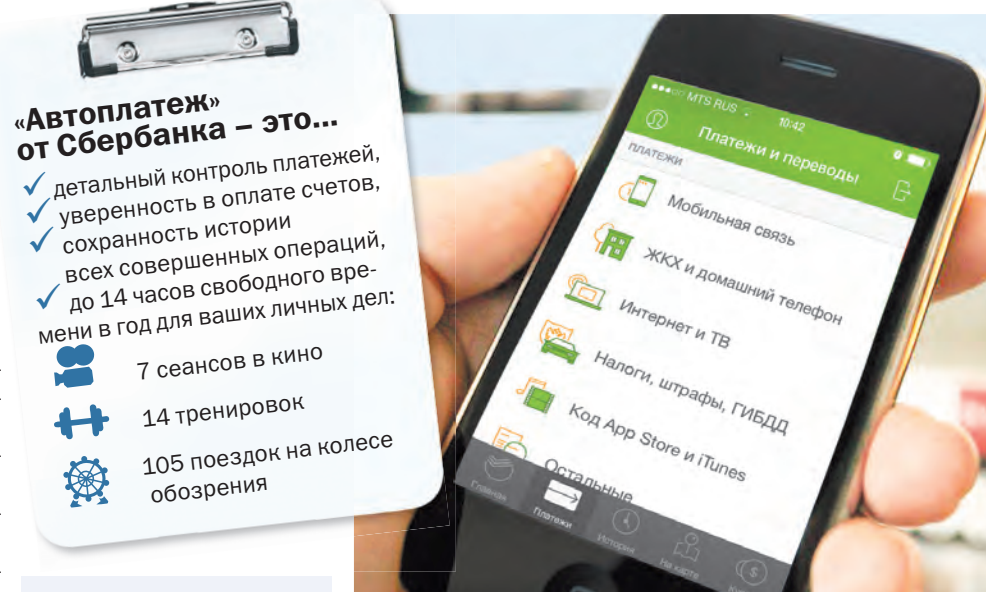 «Автоплатеж»
от Сбербанка – это...
детальный контроль платежей,
уверенность в оплате счетов,
сохранность истории
всех совершенных операций,
до 14 часов свободного вре-
мени в год для ваших личных дел:
7 сеансов в кино
14 тренировок
105 поездок на колесе
обозрения
MTS RUS 10:42
Платежи и переводы
ПЛАТЕЖИ
Мобильная связь
ЖКХ и домашний телефон
Интернет и ТВ
Налоги, штрафы, ГИБДД
Код App Store и iTunes
Остальные
Главная
Платежи
История
На карте